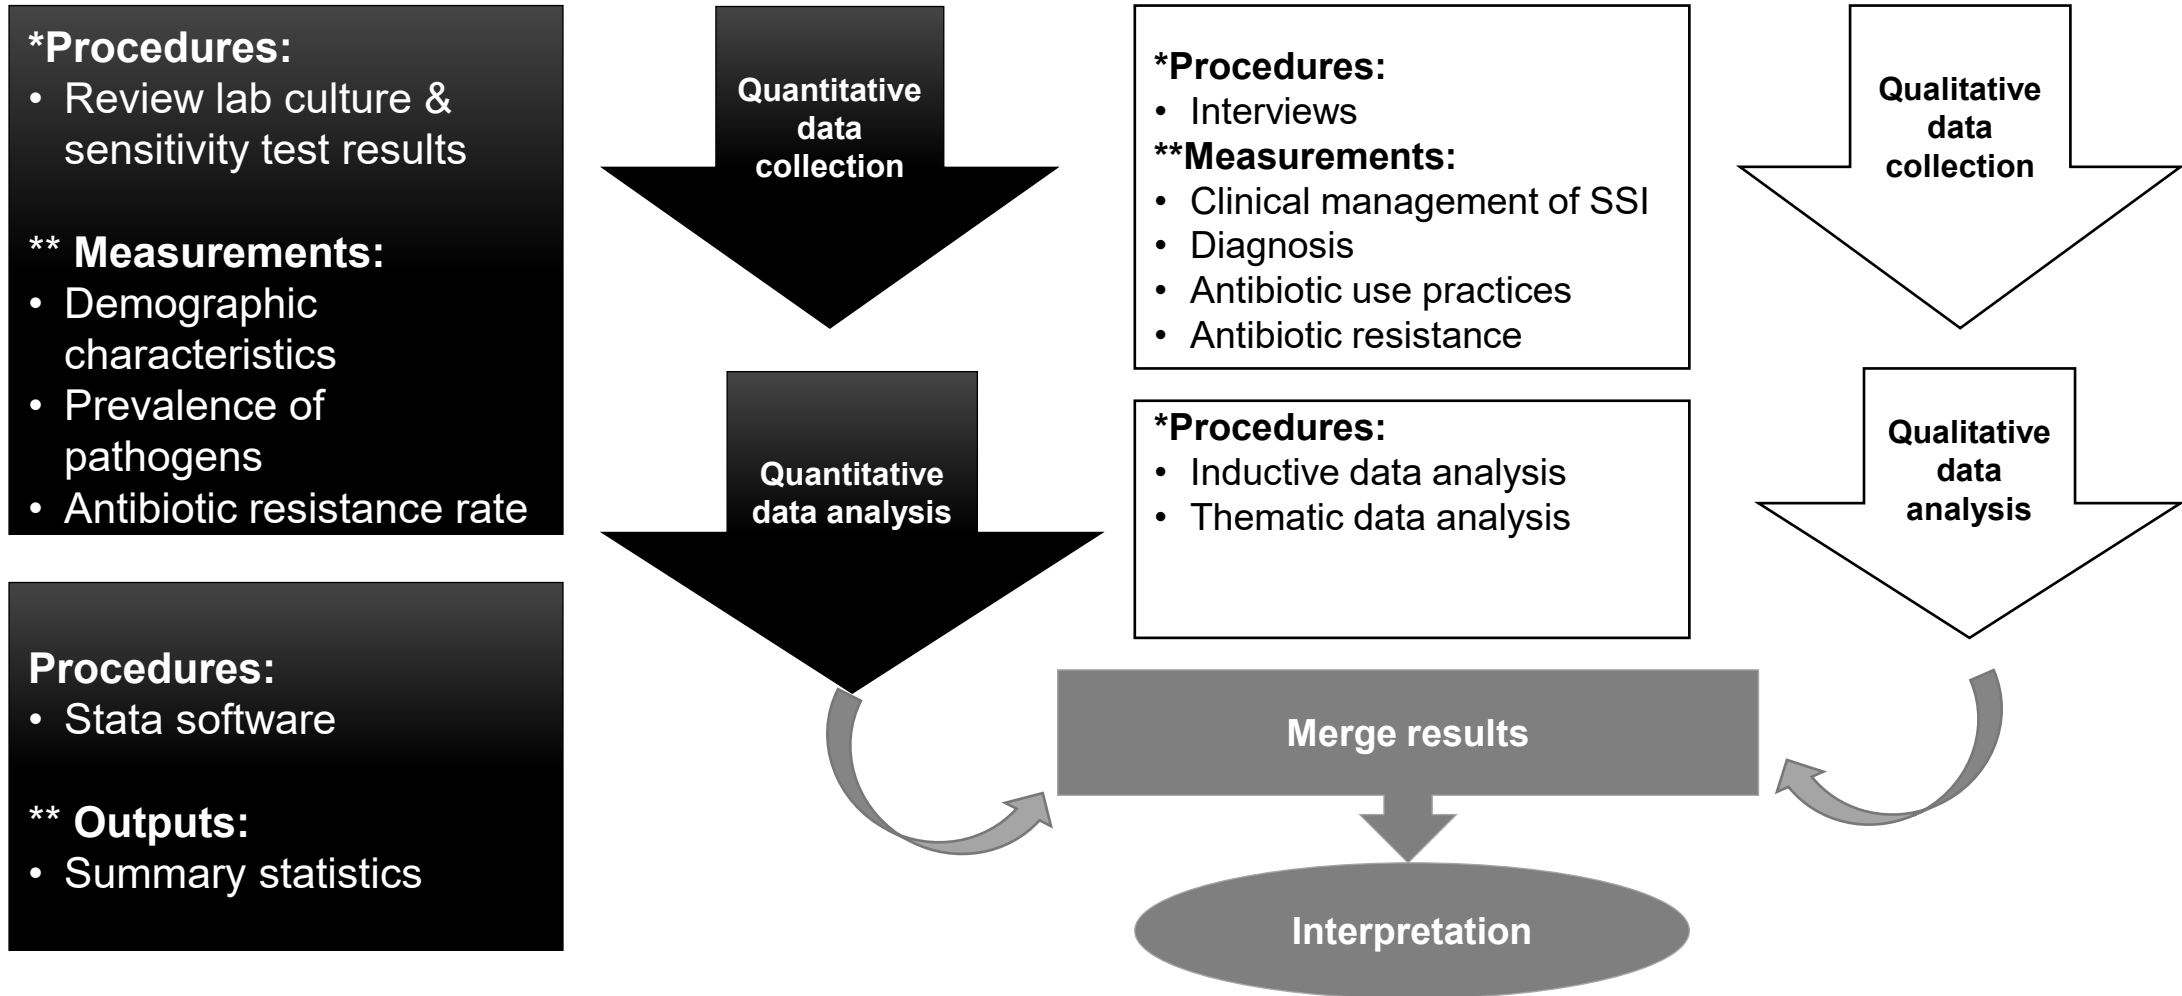 *Procedures:
• Review lab culture &
sensitivity test results
** Measurements:
• Demographic
characteristics
• Prevalence of
pathogens
• Antibiotic resistance rate
Procedures:
• Stata software
** Outputs:
• Summary statistics
Quantitative
data
collection
Quantitative
data analysis
*Procedures:
• Interviews
**Measurements:
• Clinical management of SSI
• Diagnosis
• Antibiotic use practices
• Antibiotic resistance
*Procedures:
• Inductive data analysis
• Thematic data analysis
Qualitative
data
collection
Qualitative
data
analysis
Merge results
Interpretation